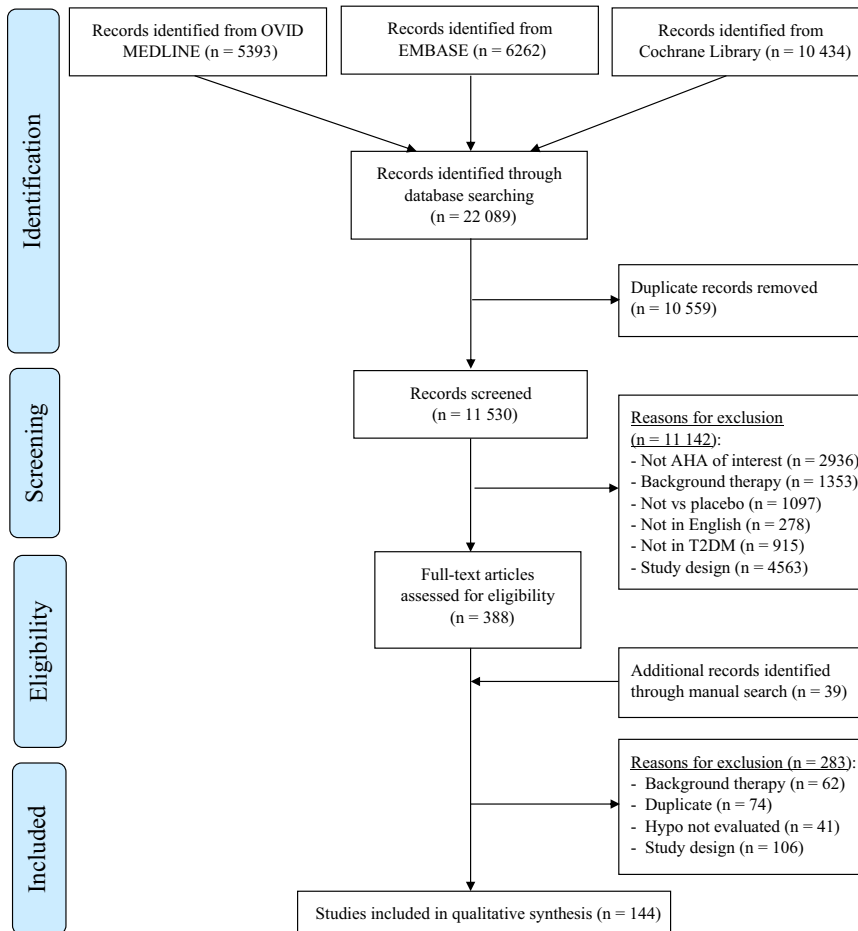 Identification
Records identified from OVID
MEDLINE (n = 5393)
Records identified from
EMBASE (n = 6262)
Records identified from
Cochrane Library (n = 10 434)
Records identified through
database searching
(n = 22 089)
Duplicate records removed
(n = 10 559)
Screening
Records screened
(n = 11 530)
Reasons for exclusion
(n = 11 142):
- Not AHA of interest (n = 2936)
- Background therapy (n = 1353)
- Not vs placebo (n = 1097)
- Not in English (n = 278)
- Not in T2DM (n = 915)
- Study design (n = 4563)
Eligibility
Full-text articles
assessed for eligibility
(n = 388)
Additional records identified
through manual search (n = 39)
Included
Reasons for exclusion (n = 283):
- Background therapy (n = 62)
- Duplicate (n = 74)
- Hypo not evaluated (n = 41)
- Study design (n = 106)
Studies included in qualitative synthesis (n = 144)